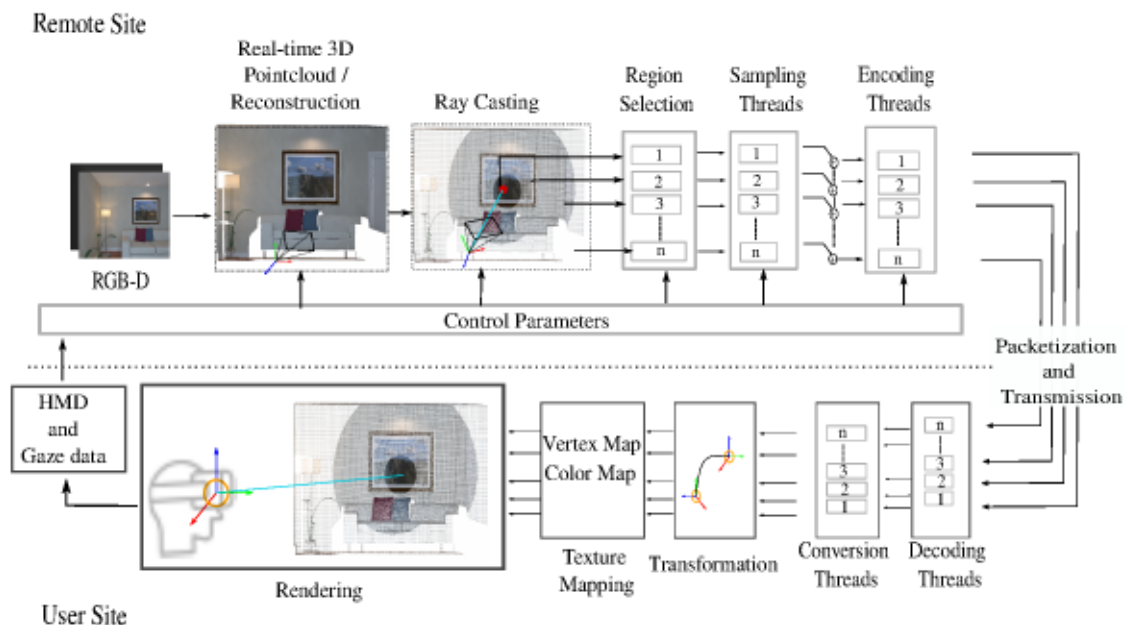 Remote Site
Real-time 3D
Pointcloud /
Reconstruction
Ray Casting
Region
Selection
Sampling
Threads
Encoding
Threads
1
2
3
n
1
2
3
n
1
2
3
n
RGB-D
Control Parameters
Packetization
and
Transmission
HMD
and
Gaze data
Rendering
Vertex Map
Color Map
Texture
Mapping
Transformation
n
3
2
1
Conversion
Threads
n
3
2
1
Decoding
Threads
User Site